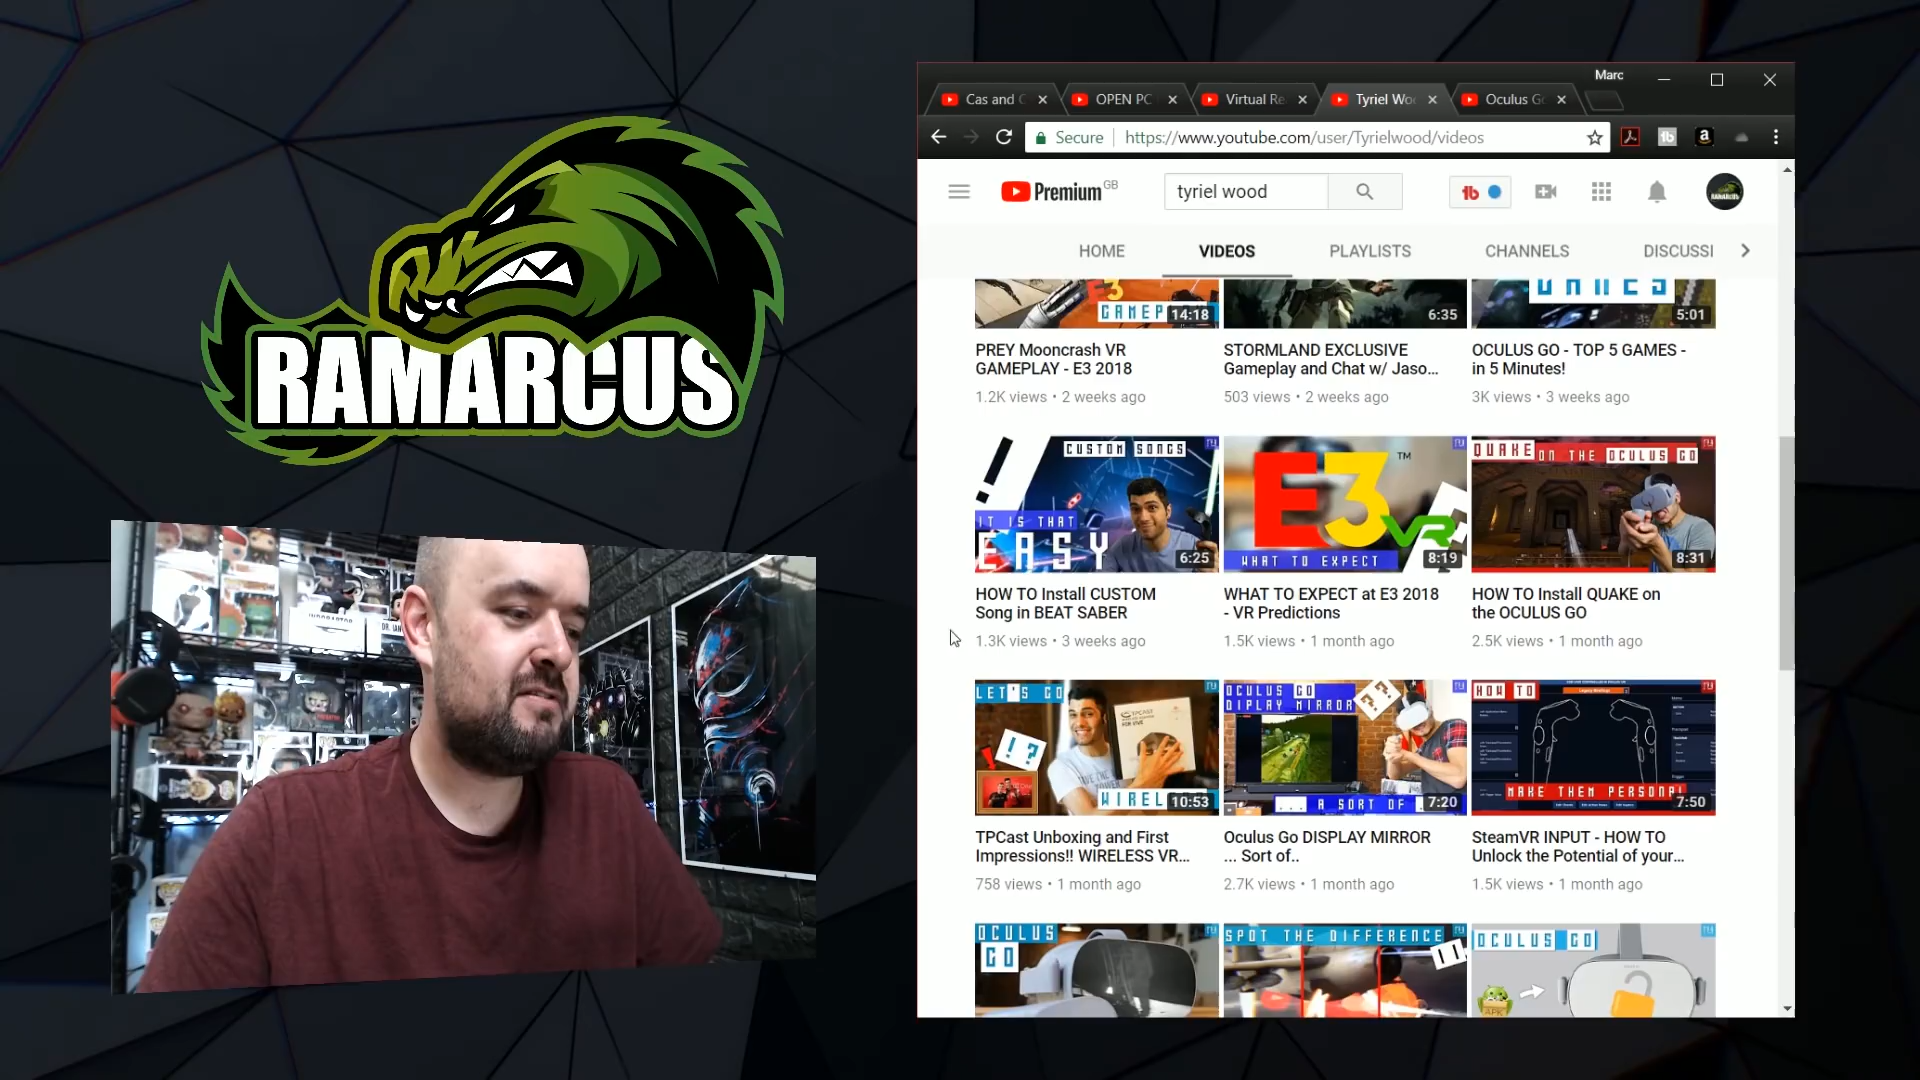 RAMARCUS
Marc
Cas and C
OPEN PC
Virtual Re
Tyriel Wo
Oculus Go
Secure
https://www.youtube.com/user/Tyrielwood/videos
Premium GB
tyriel wood
HOME
VIDEOS
PLAYLISTS
CHANNELS
DISCUSSI
E3
GAMEP
14:18
6:35
GAMES
5:01
PREY Mooncrash VR
GAMEPLAY - E3 2018
1.2K views • 2 weeks ago
STORMLAND EXCLUSIVE
Gameplay and Chat w/ Jaso...
503 views • 2 weeks ago
OCULUS GO - TOP 5 GAMES -
in 5 Minutes!
3K views • 3 weeks ago
CUSTOM SONGS
!
IT IS THAT
EASY
6:25
E3 ™
VR
WHAT TO EXPECT
8:19
QUAKE ON THE OCULUS GO
8:31
HOW TO Install CUSTOM
Song in BEAT SABER
1.3K views • 3 weeks ago
WHAT TO EXPECT at E3 2018
- VR Predictions
1.5K views • 1 month ago
HOW TO Install QUAKE on
the OCULUS GO
2.5K views • 1 month ago
LET'S GO
TPCAST
! ?
WIREL
10:53
OCULUS GO
DIPLAY MIRROR
??
... A SORT OF
7:20
HOW TO
MAKE THEM PERSONAL
7:50
TPCast Unboxing and First
Impressions!! WIRELESS VR...
758 views • 1 month ago
Oculus Go DISPLAY MIRROR
... Sort of..
2.7K views • 1 month ago
SteamVR INPUT - HOW TO
Unlock the Potential of your...
1.5K views • 1 month ago
OCULUS
GO
SPOT THE DIFFERENCE
OCULUS GO
APK